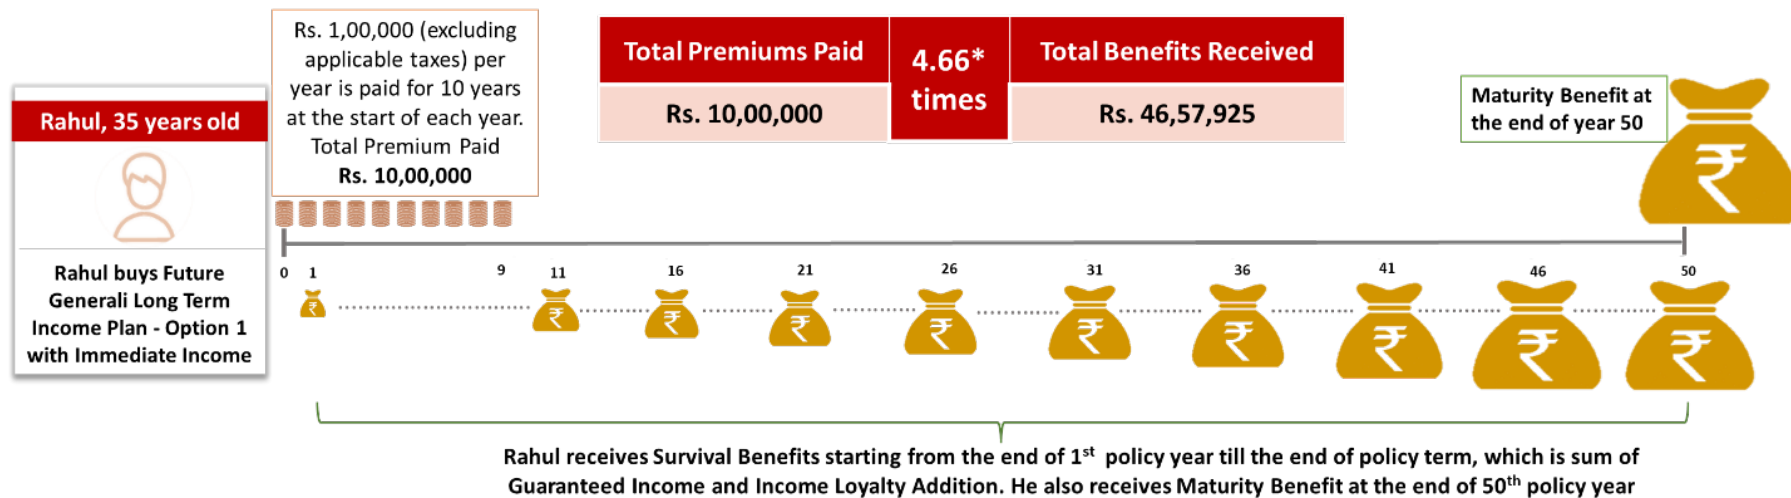 Rahul, 35 years old
Rahul buys Future
Generali Long Term
Income Plan - Option 1
with Immediate Income
Rs. 1,00,000 (excluding
applicable taxes) per
year is paid for 10 years
at the start of each year.
Total Premium Paid
Rs. 10,00,000
Total Premiums Paid
Rs. 10,00,000
4.66*
times
Total Benefits Received
Rs. 46,57,925
Maturity Benefit at
the end of year 50
₹
0 1 9 11 16 21 26 31 36 41 46 50
₹ ₹ ₹ ₹ ₹ ₹ ₹ ₹ ₹ ₹
Rahul receives Survival Benefits starting from the end of 1st policy year till the end of policy term, which is sum of
Guaranteed Income and Income Loyalty Addition. He also receives Maturity Benefit at the end of 50th policy year